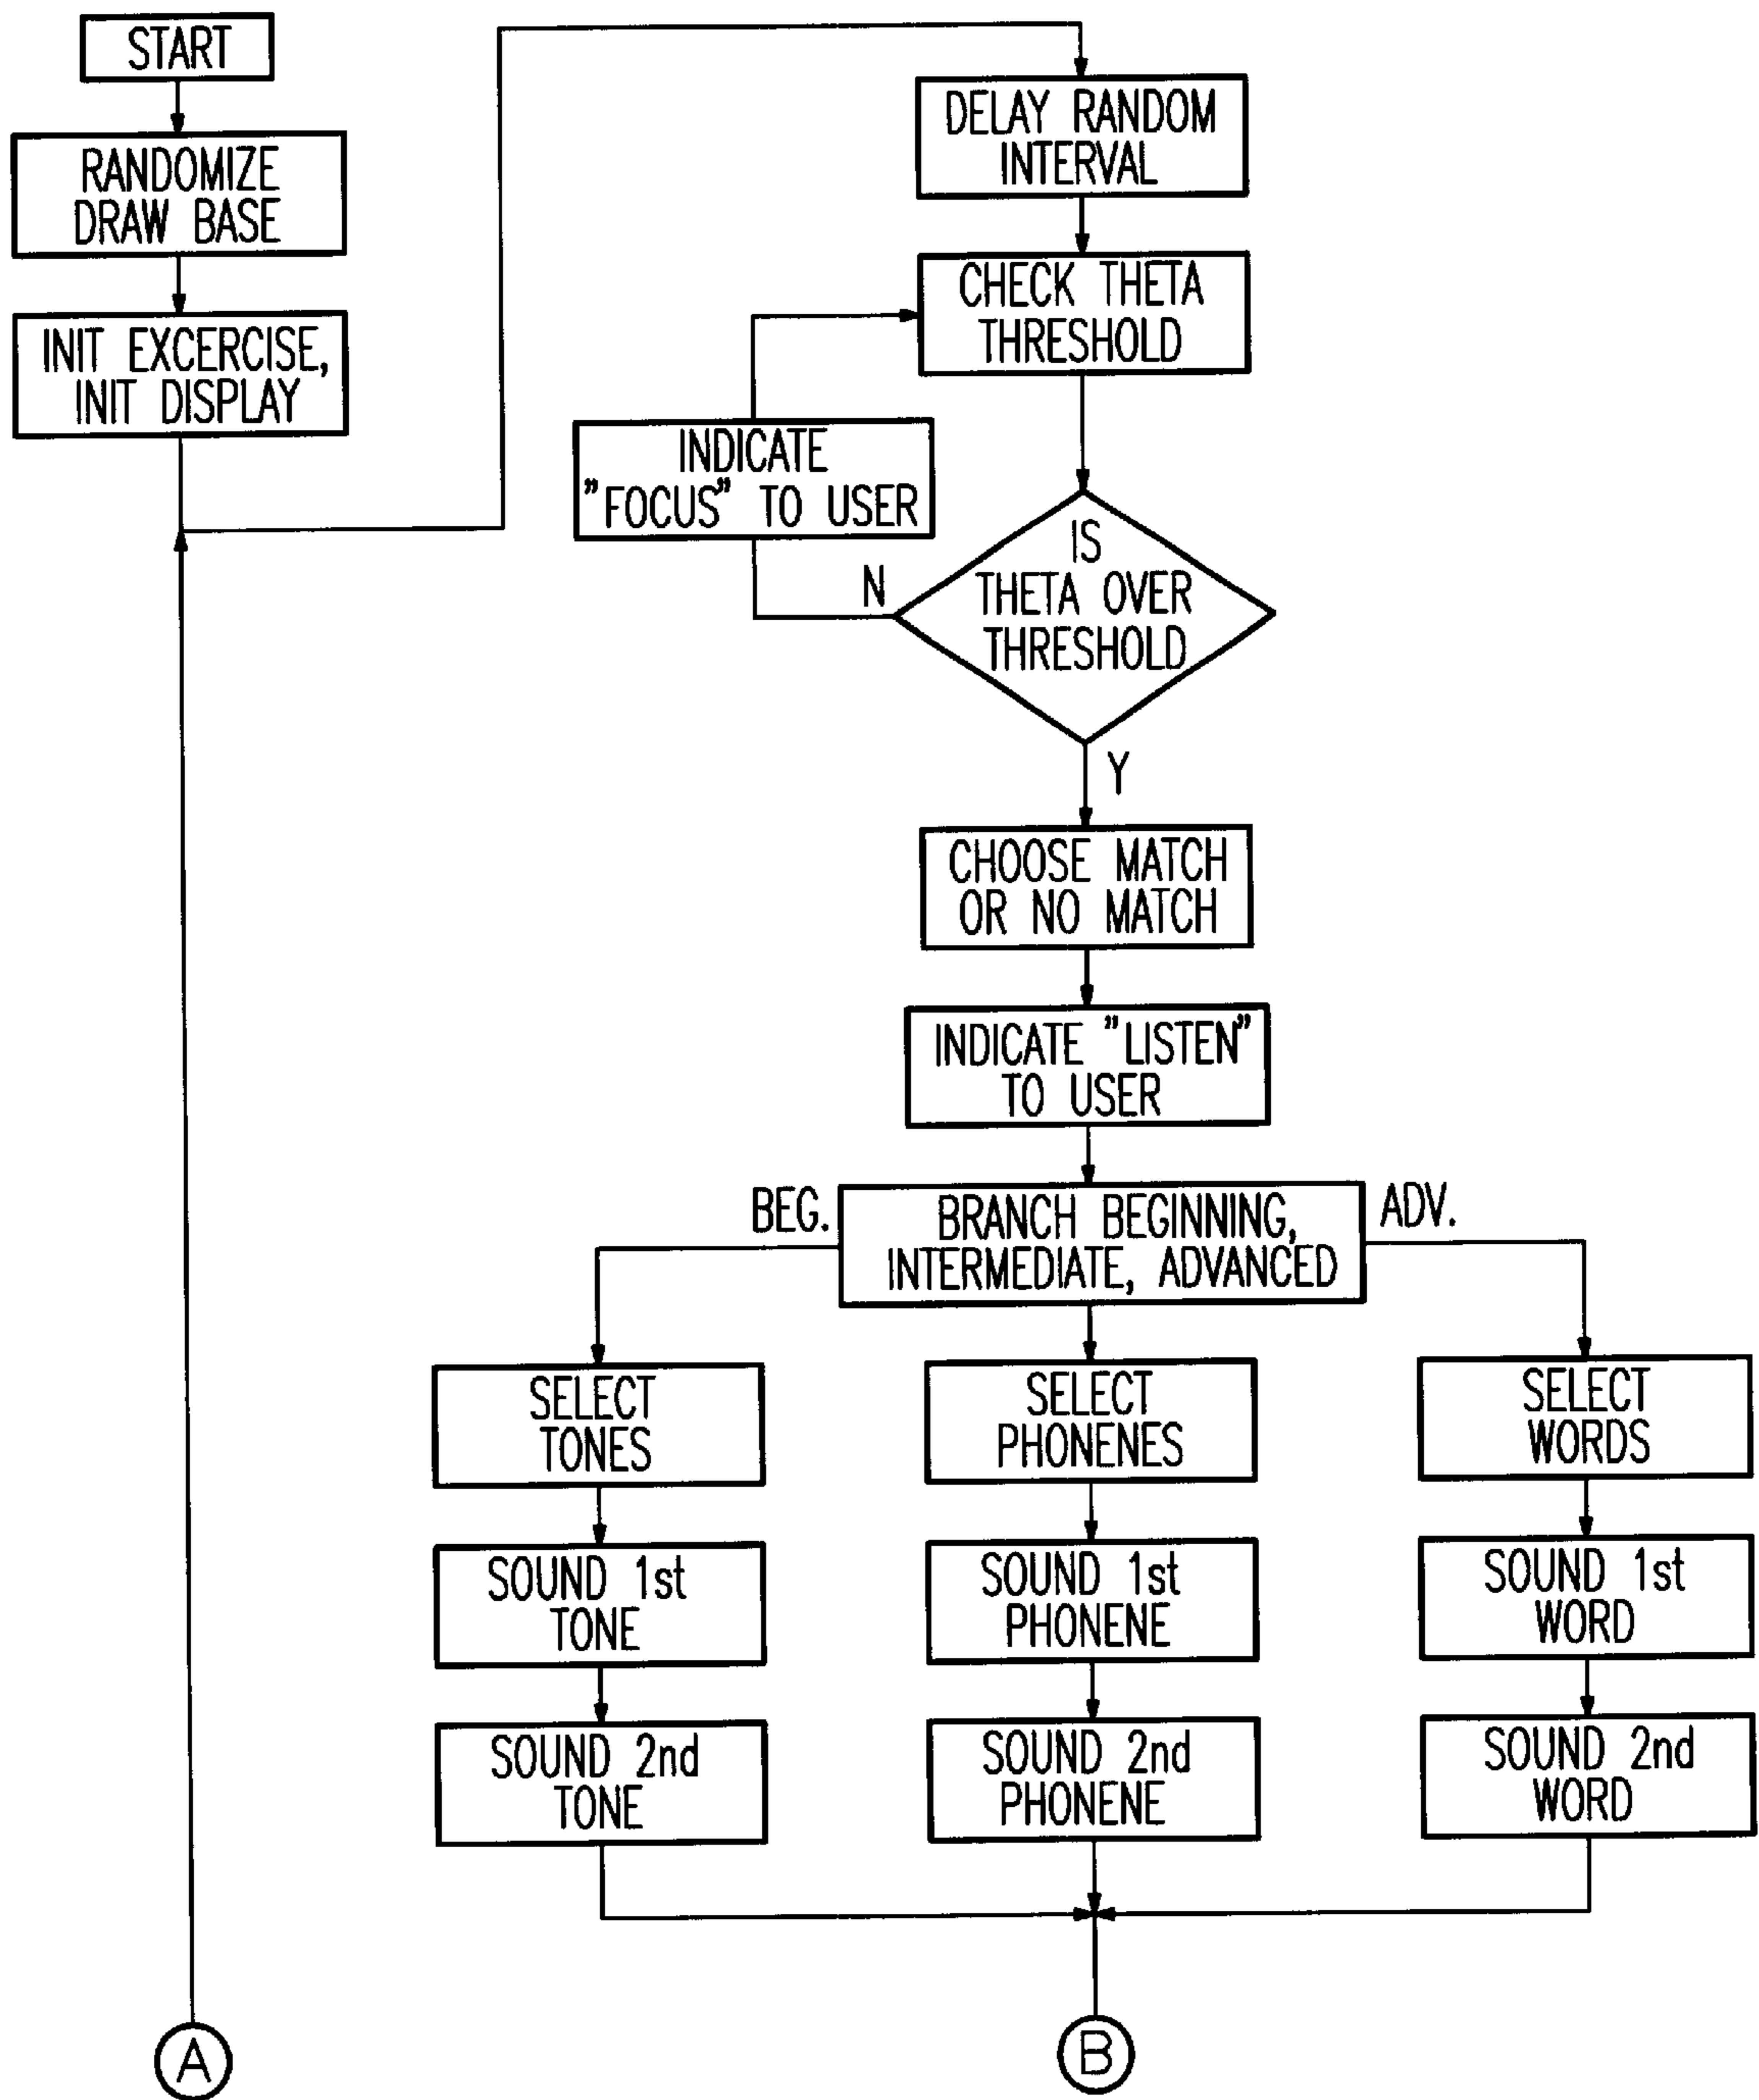 START
RANDOMIZE
DRAW BASE
INIT EXCERCISE,
INIT DISPLAY
DELAY RANDOM
INTERVAL
CHECK THETA
THRESHOLD
INDICATE
”FOCUS” TO USER
N
IS
THETA OVER
THRESHOLD
Y
CHOOSE MATCH
OR NO MATCH
INDICATE ”LISTEN”
TO USER
BEG.
BRANCH BEGINNING,
INTERMEDIATE, ADVANCED
ADV.
SELECT
TONES
SOUND 1st
TONE
SOUND 2nd
TONE
SELECT
PHONENES
SOUND 1st
PHONENE
SOUND 2nd
PHONENE
SELECT
WORDS
SOUND 1st
WORD
SOUND 2nd
WORD
A
B